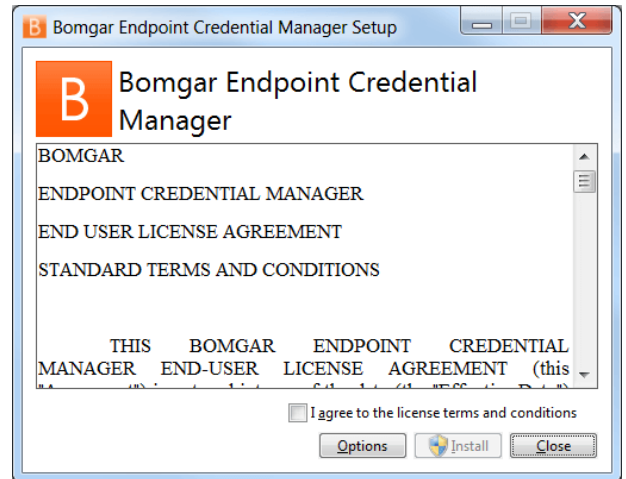 B Bomgar Endpoint Credential Manager Setup
B
Bomgar Endpoint Credential
Manager
BOMGAR
ENDPOINT CREDENTIAL MANAGER
END USER LICENSE AGREEMENT
STANDARD TERMS AND CONDITIONS
THIS BOMGAR ENDPOINT CREDENTIAL
MANAGER END-USER LICENSE AGREEMENT (this
I agree to the license terms and conditions
Options Install Close